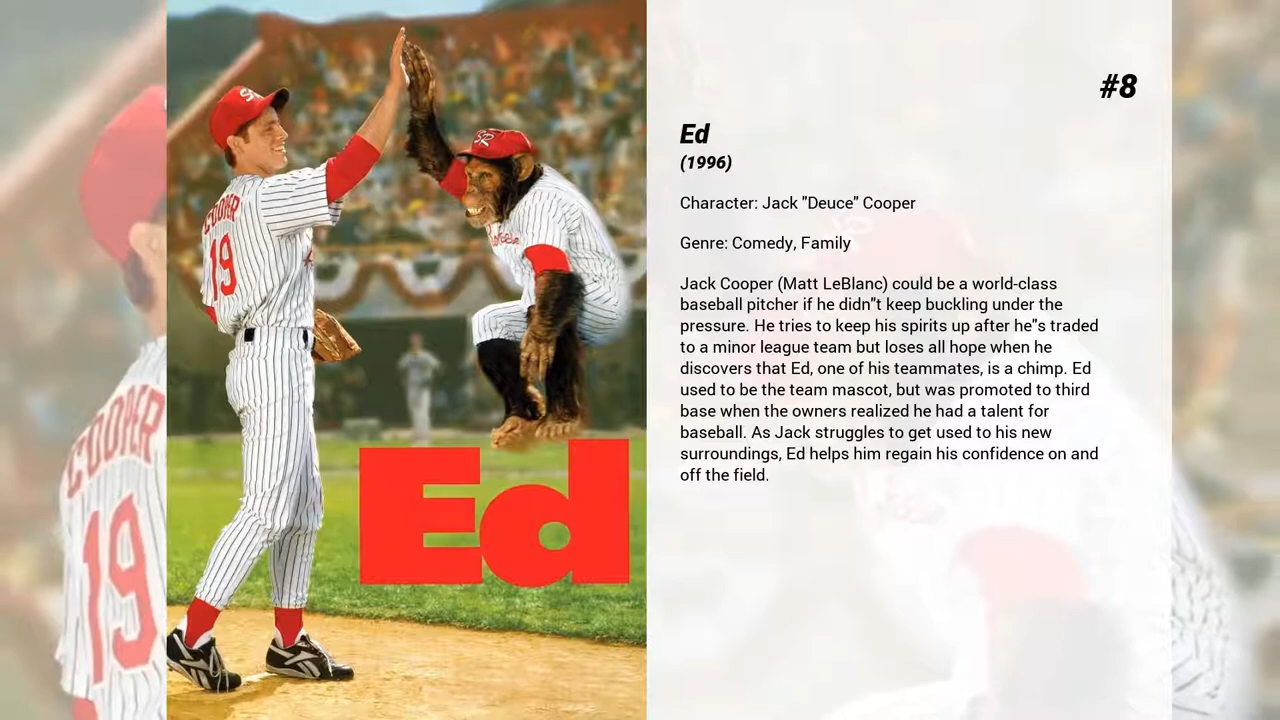 #8
Ed
(1996)
Character: Jack "Deuce" Cooper
Genre: Comedy, Family
Jack Cooper (Matt LeBlanc) could be a world-class
baseball pitcher if he didn"t keep buckling under the
pressure. He tries to keep his spirits up after he"s traded
to a minor league team but loses all hope when he
discovers that Ed, one of his teammates, is a chimp. Ed
used to be the team mascot, but was promoted to third
base when the owners realized he had a talent for
baseball. As Jack struggles to get used to his new
surroundings, Ed helps him regain his confidence on and
off the field.
SR
SR
COOPER
19
Ed
COOPER
19